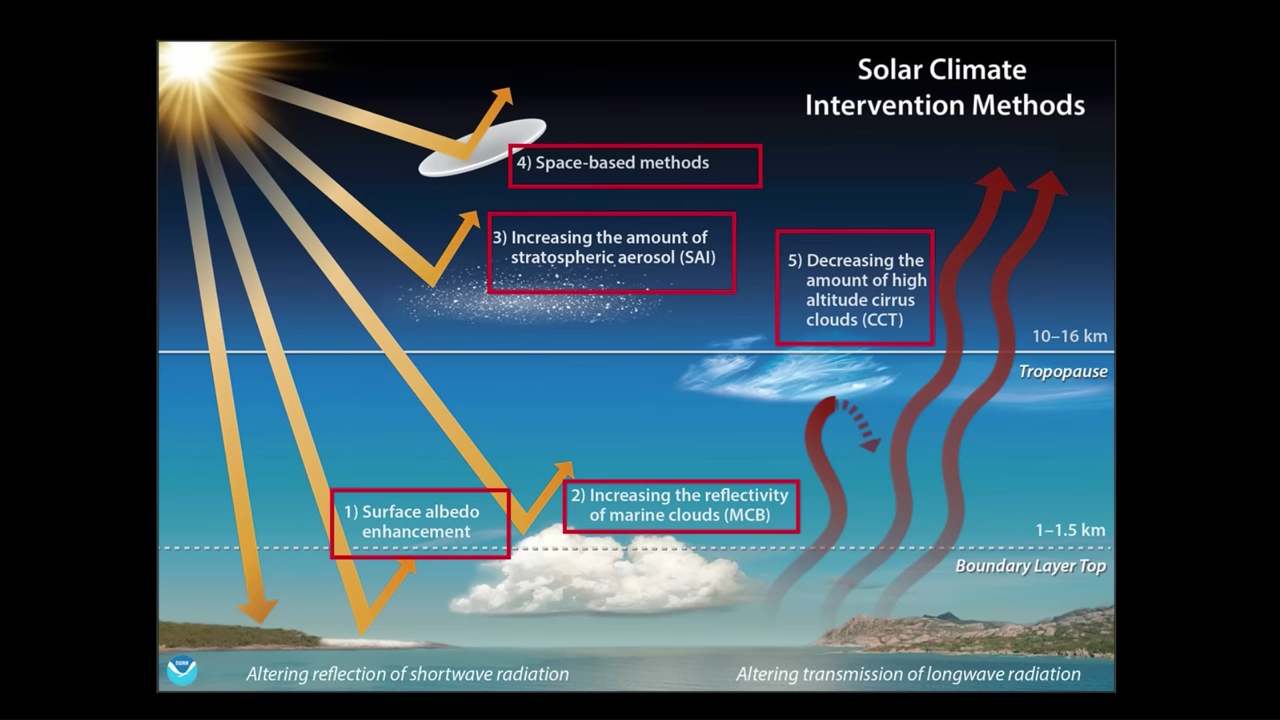 Solar Climate
Intervention Methods
4) Space-based methods
3) Increasing the amount of
stratospheric aerosol (SAI)
5) Decreasing the
amount of high
altitude cirrus
clouds (CCT)
10–16 km
Tropopause
2) Increasing the reflectivity
of marine clouds (MCB)
1) Surface albedo
enhancement
1–1.5 km
Boundary Layer Top
NOAA
Altering reflection of shortwave radiation
Altering transmission of longwave radiation